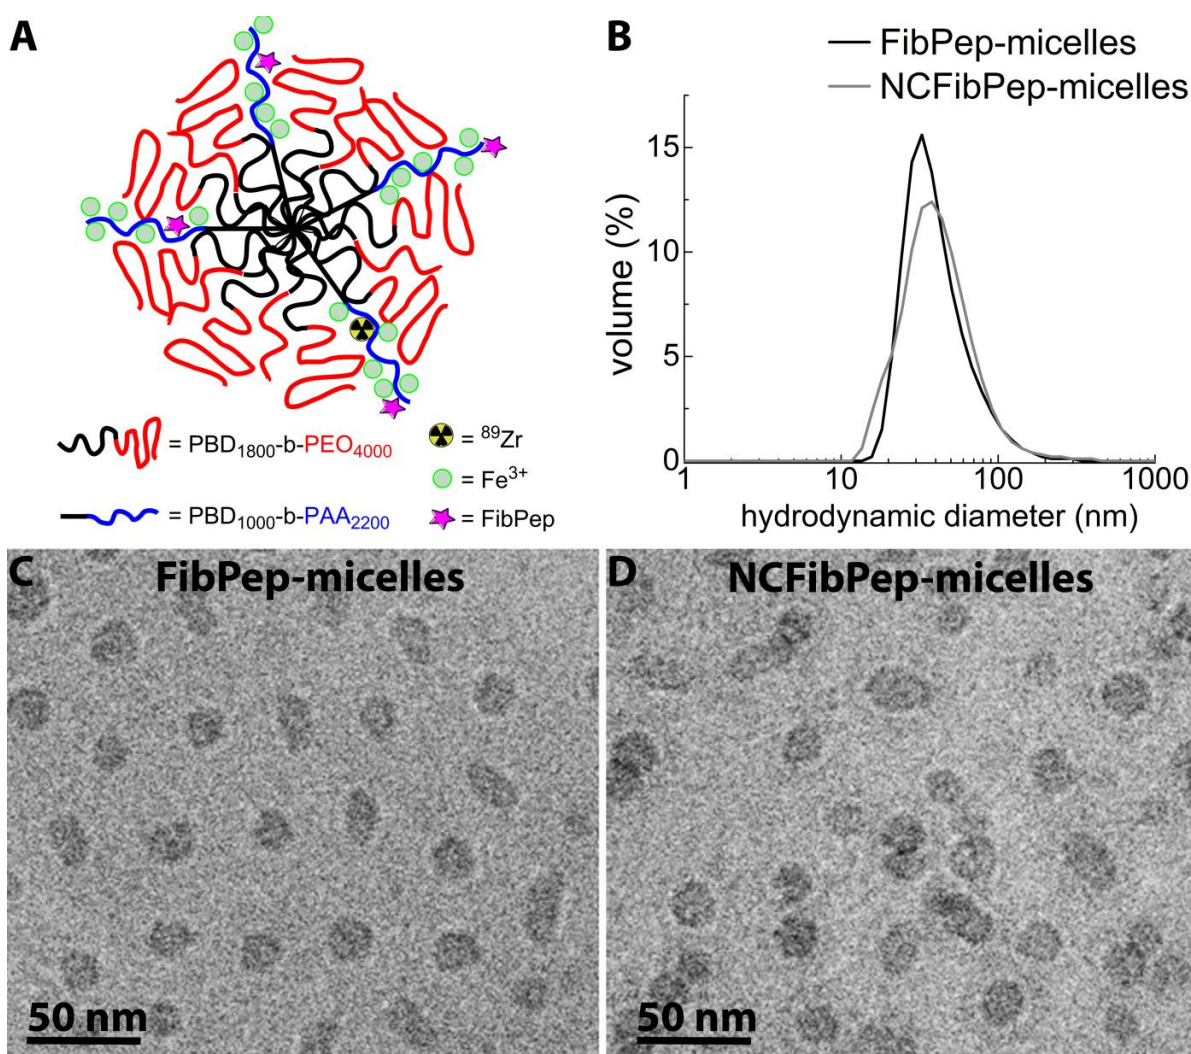 A
= PBD1800-b-PEO4000
= PBD1000-b-PAA2200
= 89Zr
= Fe3+
= FibPep
B
FibPep-micelles
NCFibPep-micelles
volume (%)
15
10
5
0
1
10
100
1000
hydrodynamic diameter (nm)
C
FibPep-micelles
50 nm
D
NCFibPep-micelles
50 nm